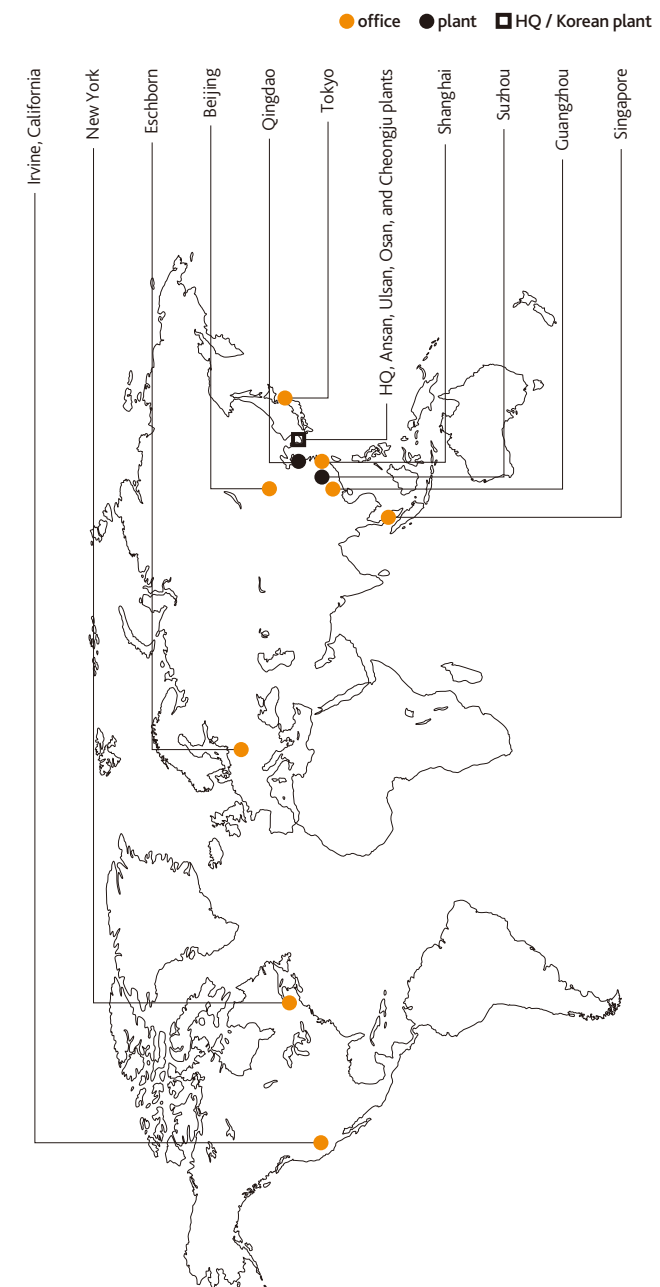 office plant HQ / Korean plant
Irvine, California
New York
Eschborn
Beijing
Qingdao
Tokyo
HQ, Ansan, Ulsan, Osan, and Cheongju plants
Shanghai
Suzhou
Guangzhou
Singapore